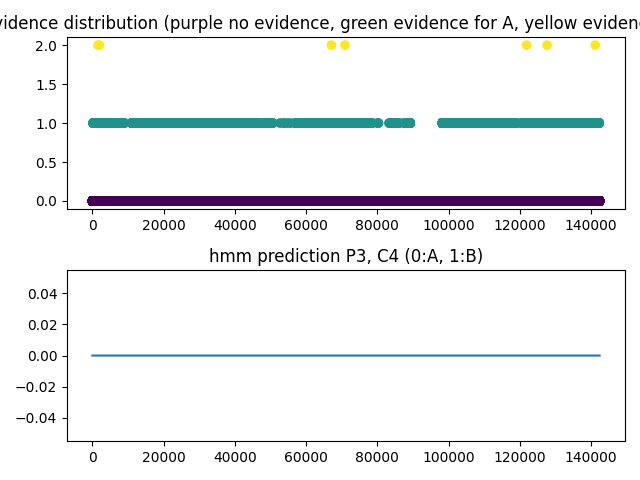 distribution (purple no evidence, green evidence for A, yellow
2.0
1.5
1.0
0.5
0.0
0 20000 40000 60000 80000 100000 120000 140000
hmm prediction P3, C4 (0:A, 1:B)
0.04
0.02
0.00
−0.02
−0.04
0 20000 40000 60000 80000 100000 120000 140000